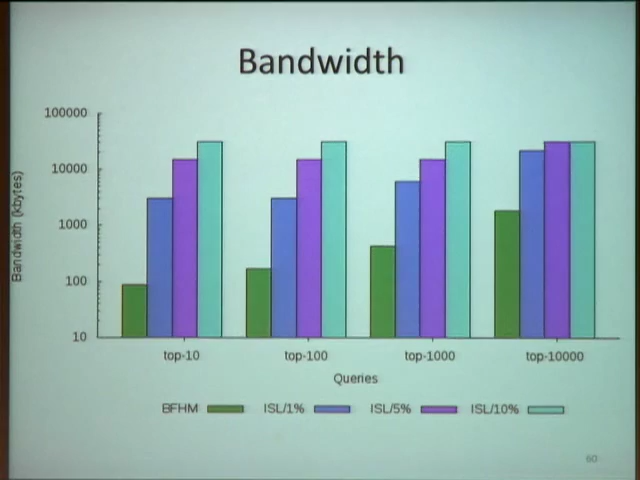 Bandwidth
100000
10000
1000
100
10
Bandwidth (kbytes)
top-10 top-100 top-1000 top-10000
Queries
BFHM ISL/1% ISL/5% ISL/10%
60